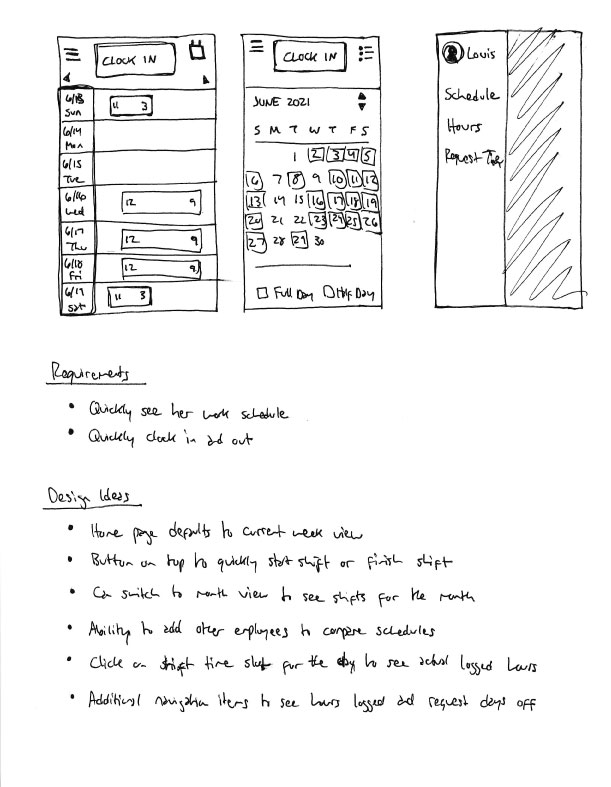 CLOCK IN
6/13
Sun
11 3
6/14
Mon
6/15
Tue
6/16
Wed
12 9
6/17
Thu
12 9
6/18
Fri
12 9
6/19
Sat
11 3
CLOCK IN
JUNE 2021
S M T W T F S
1 2 3 4 5
6 7 8 9 10 11 12
13 14 15 16 17 18 19
20 21 22 23 24 25 26
27 28 29 30
Full Day Half Day
Louis
Schedule
Hours
Request Time
Requirements
• Quickly see her work schedule
• Quickly clock in and out
Design Ideas
• Home page defaults to current week view
• Button on top to quickly start shift or finish shift
• Can switch to month view to see shifts for the month
• Ability to add other employees to compare schedules
• Click on shift time slot for the day to see actual logged hours
• Additional navigation items to see hours logged and request days off